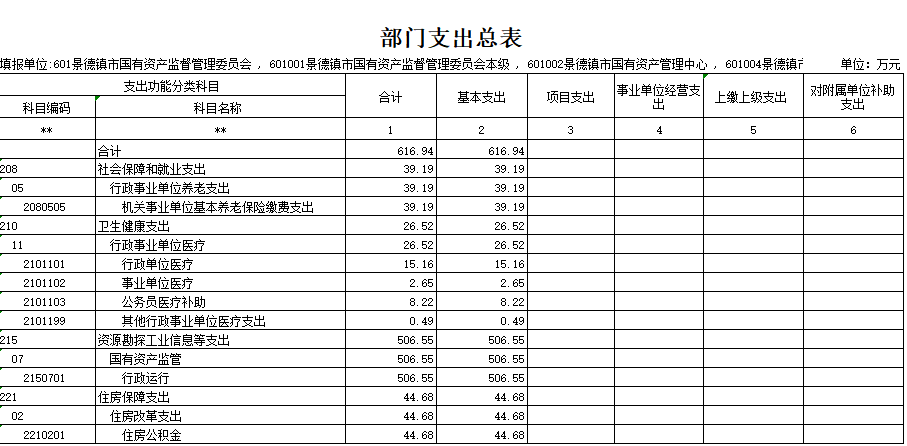 部门支出总表
填报单位:601景德镇市国有资产监督管理委员会 , 601001景德镇市国有资产监督管理委员会本级 , 601002景德镇市国有资产管理中心 , 601004景德镇 单位: 万元
支出功能分类科目 合计 基本支出 项目支出 事业单位经营支出 上缴上级支出 对附属单位补助支出
科目编码 科目名称
** ** 1 2 3 4 5 6
合计 616.94 616.94
208 社会保障和就业支出 39.19 39.19
05 行政事业单位养老支出 39.19 39.19
2080505 机关事业单位基本养老保险缴费支出 39.19 39.19
210 卫生健康支出 26.52 26.52
11 行政事业单位医疗 26.52 26.52
2101101 行政单位医疗 15.16 15.16
2101102 事业单位医疗 2.65 2.65
2101103 公务员医疗补助 8.22 8.22
2101199 其他行政事业单位医疗支出 0.49 0.49
215 资源勘探工业信息等支出 506.55 506.55
07 国有资产监管 506.55 506.55
2150701 行政运行 506.55 506.55
221 住房保障支出 44.68 44.68
02 住房改革支出 44.68 44.68
2210201 住房公积金 44.68 44.68